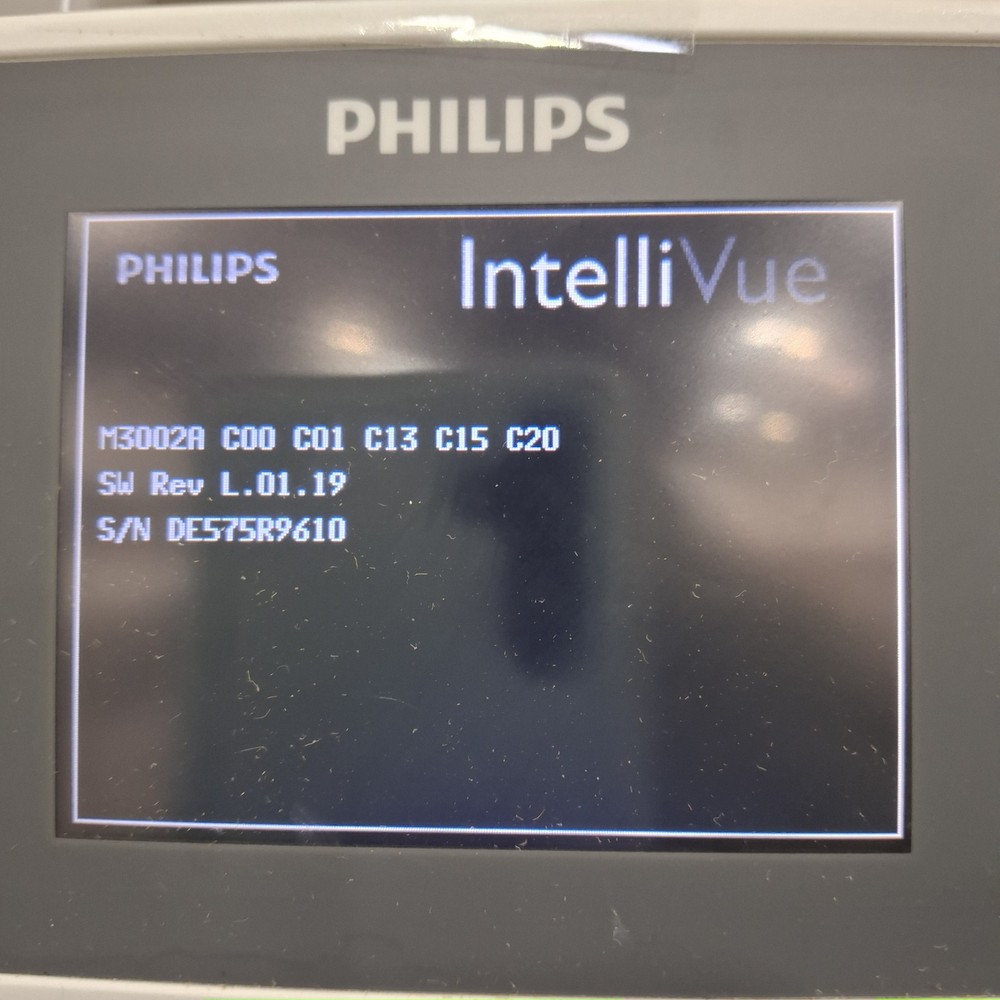 PHILIPS
PHILIPS IntelliVue
M3002A C00 C01 C13 C15 C20
SW Rev L.01.19
S/N DE575R9610